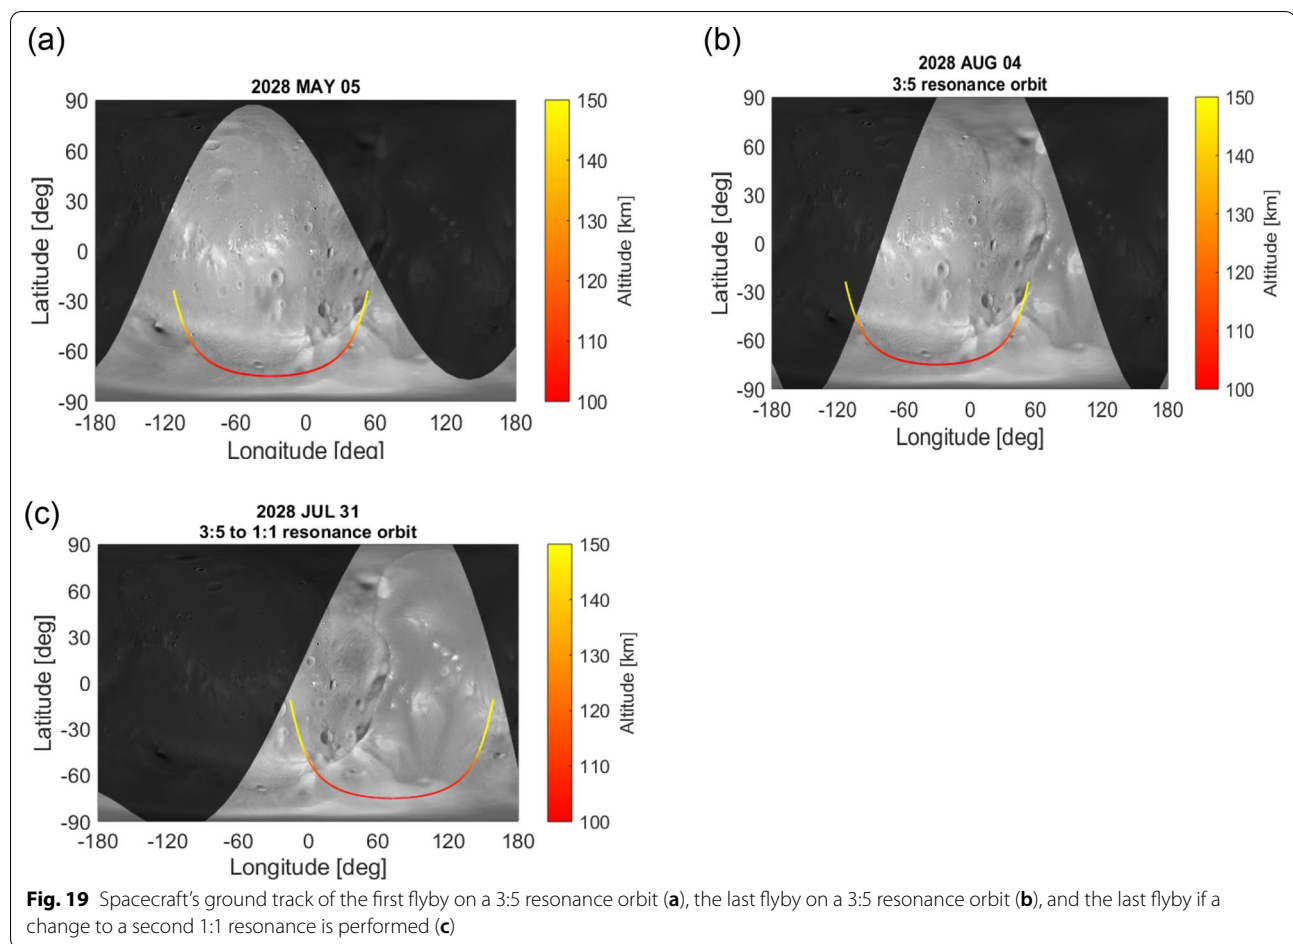 (a)
2028 MAY 05
90
60
30
0
-30
-60
-90
Latitude [deg]
-180 -120 -60 0 60 120 180
Longitude [deg]
150
140
130
120
110
100
Altitude [km]
(b)
2028 AUG 04
3:5 resonance orbit
90
60
30
0
-30
-60
-90
Latitude [deg]
-180 -120 -60 0 60 120 180
Longitude [deg]
150
140
130
120
110
100
Altitude [km]
(c)
2028 JUL 31
3:5 to 1:1 resonance orbit
90
60
30
0
-30
-60
-90
Latitude [deg]
-180 -120 -60 0 60 120 180
Longitude [deg]
150
140
130
120
110
100
Altitude [km]
Fig. 19 Spacecraft's ground track of the first flyby on a 3:5 resonance orbit (a), the last flyby on a 3:5 resonance orbit (b), and the last flyby if a
change to a second 1:1 resonance is performed (c)